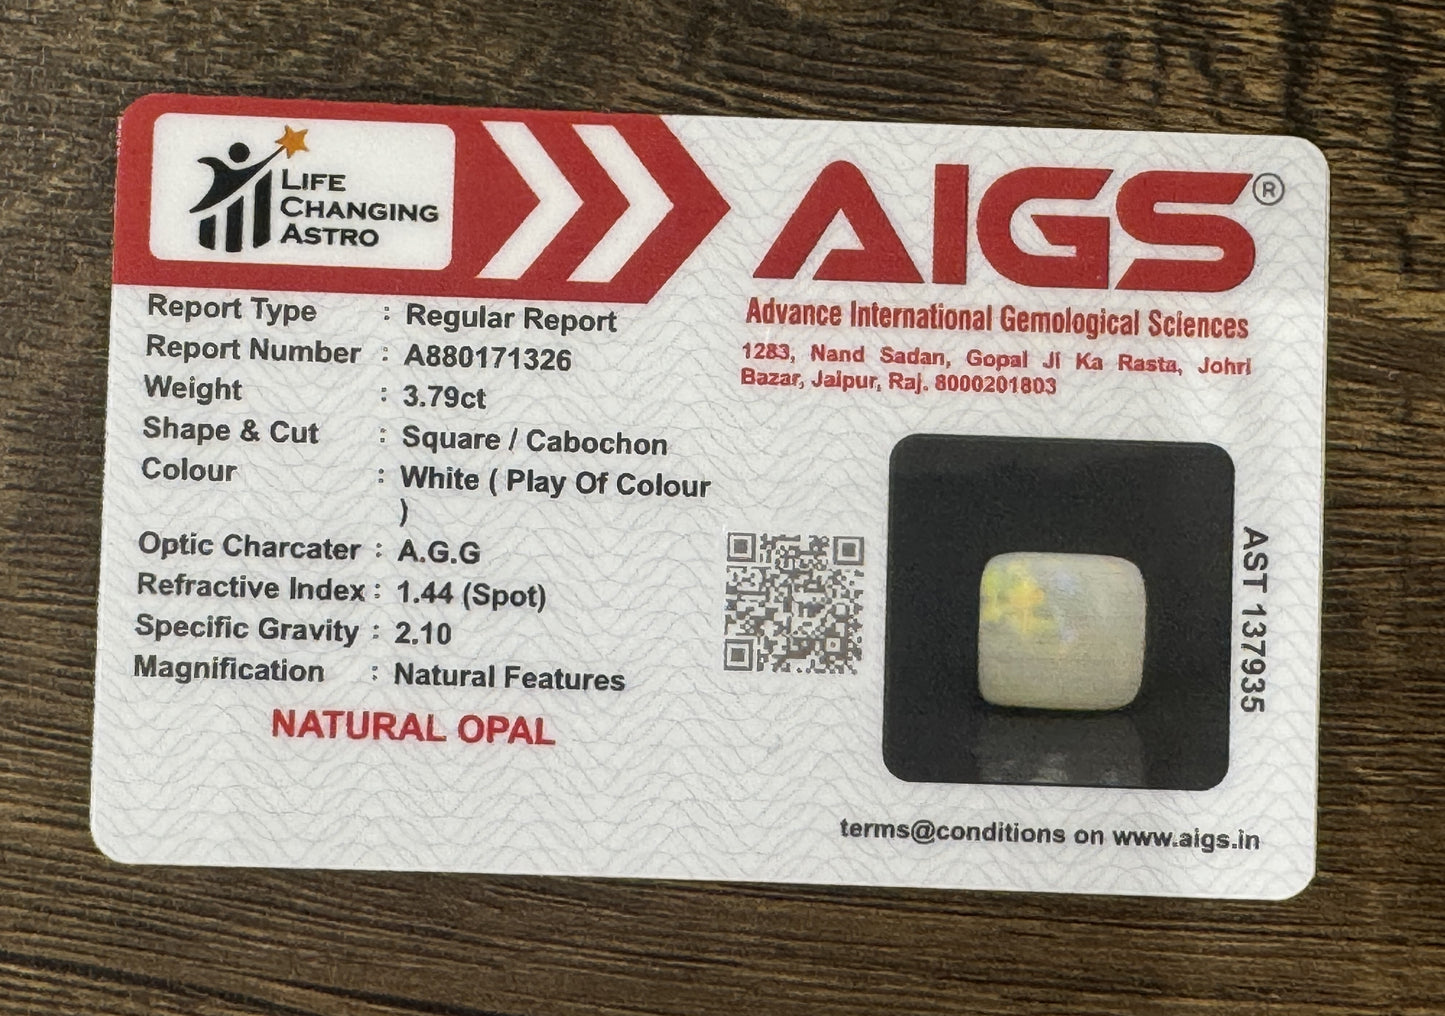 LIFE
CHANGING
ASTRO
AIGS®
Advance International Gemological Sciences
1283, Nand Sadan, Gopal Ji Ka Rasta, Johri
Bazar, Jaipur, Raj. 8000201803
Report Type : Regular Report
Report Number : A880171326
Weight : 3.79ct
Shape & Cut : Square / Cabochon
Colour : White ( Play Of Colour
)
Optic Charcater : A.G.G
Refractive Index : 1.44 (Spot)
Specific Gravity : 2.10
Magnification : Natural Features
NATURAL OPAL
AST 137935
terms@conditions on www.aigs.in